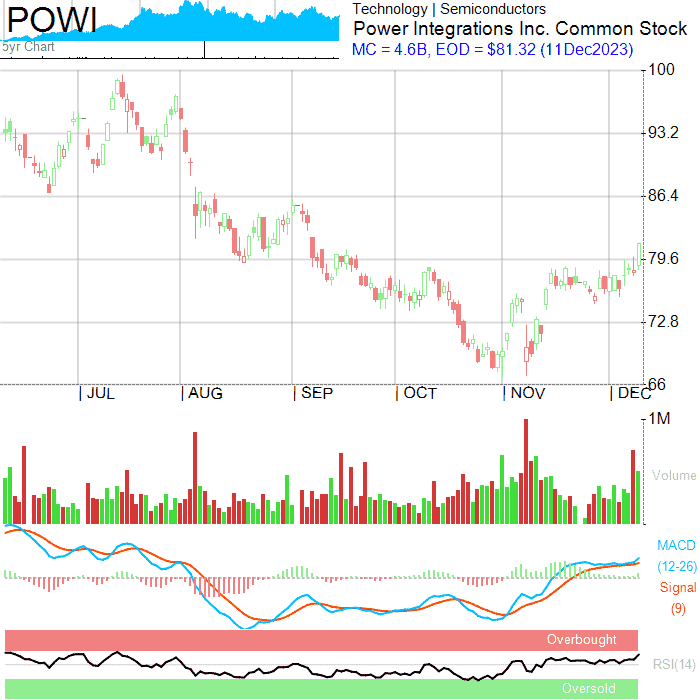 POWI
5yr Chart
Technology | Semiconductors
Power Integrations Inc. Common Stock
MC = 4.6B, EOD = $81.32 (11Dec2023)
100
93.2
86.4
79.6
72.8
66
JUL
AUG
SEP
OCT
NOV
DEC
1M
Volume
MACD
(12-26)
Signal
(9)
Overbought
RSI(14)
Oversold